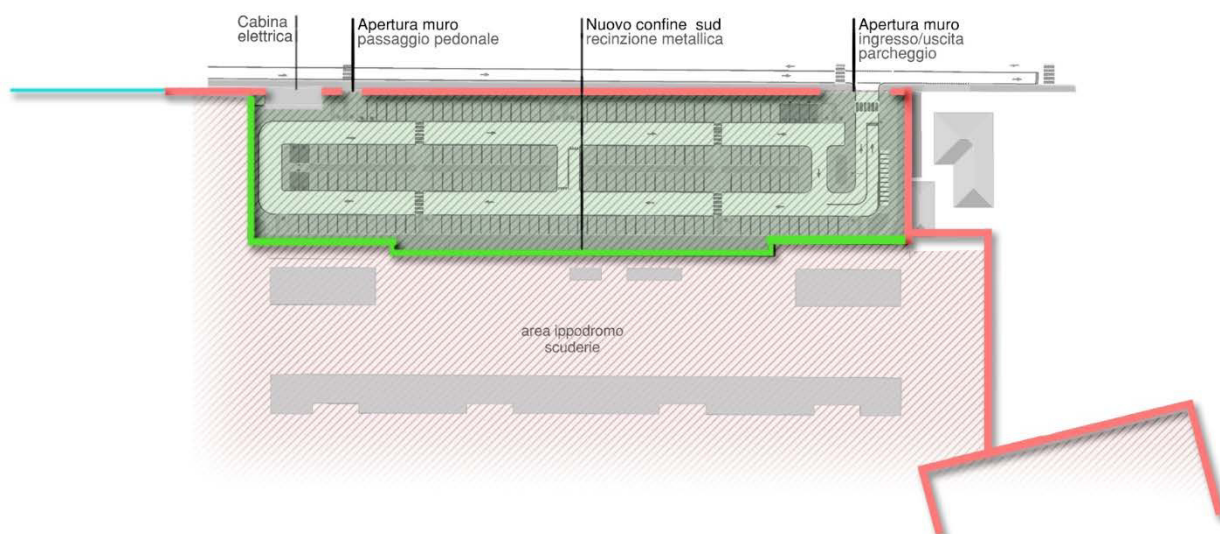 Cabina
elettrica
Apertura muro
passaggio pedonale
Nuovo confine sud
recinzione metallica
Apertura muro
ingresso/uscita
parcheggio
area ippodromo
scuderie